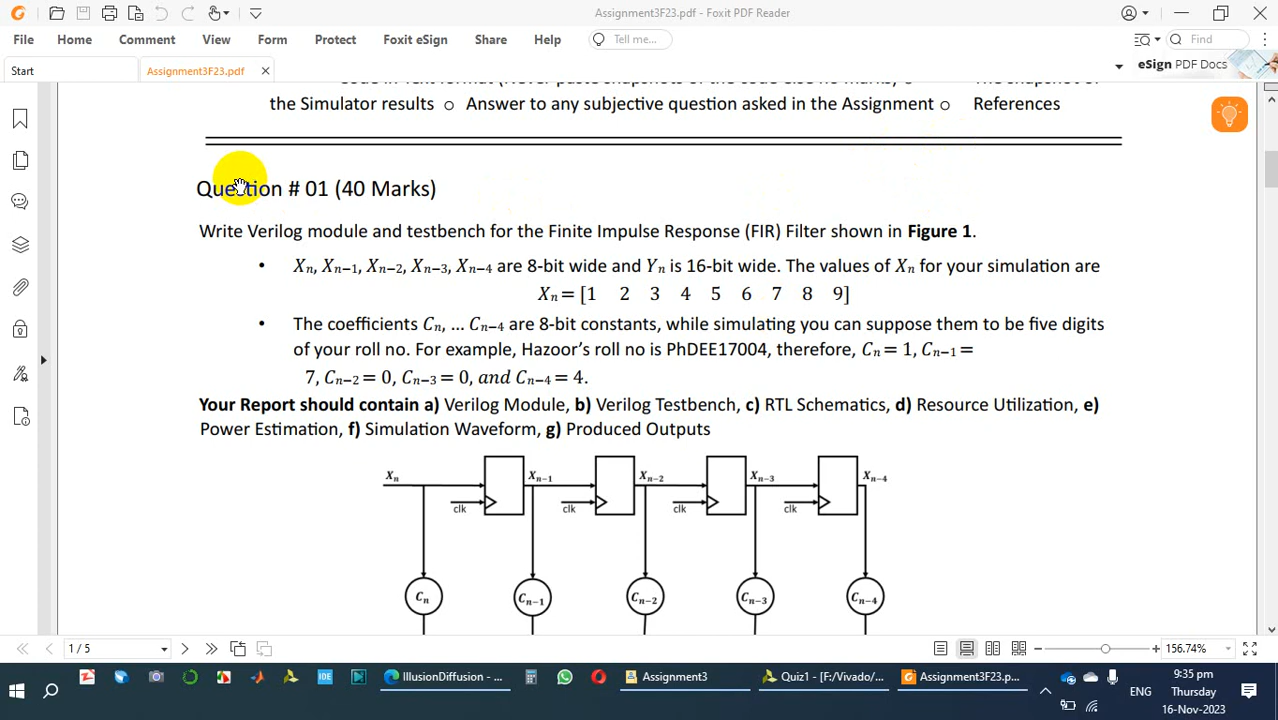 Assignment3F23.pdf - Foxit PDF Reader
File Home Comment View Form Protect Foxit eSign Share Help Tell me... Find
Start Assignment3F23.pdf eSign PDF Docs
the Simulator results o Answer to any subjective question asked in the Assignment o References
Question # 01 (40 Marks)
Write Verilog module and testbench for the Finite Impulse Response (FIR) Filter shown in Figure 1.
• Xn, Xn−1, Xn−2, Xn−3, Xn−4 are 8-bit wide and Yn is 16-bit wide. The values of Xn for your simulation are
Xn = [1 2 3 4 5 6 7 8 9]
• The coefficients Cn, ... Cn−4 are 8-bit constants, while simulating you can suppose them to be five digits
of your roll no. For example, Hazoor's roll no is PhDEE17004, therefore, Cn = 1, Cn−1 =
7, Cn−2 = 0, Cn−3 = 0, and Cn−4 = 4.
Your Report should contain a) Verilog Module, b) Verilog Testbench, c) RTL Schematics, d) Resource Utilization, e)
Power Estimation, f) Simulation Waveform, g) Produced Outputs
Xn Xn−1 Xn−2 Xn−3 Xn−4
clk clk clk clk
Cn Cn−1 Cn−2 Cn−3 Cn−4
1 / 5 156.74%
IDE IllusionDiffusion - ... Assignment3 Quiz1 - [F:/Vivado/... Assignment3F23.p... ENG 9:35 pm
Thursday
16-Nov-2023